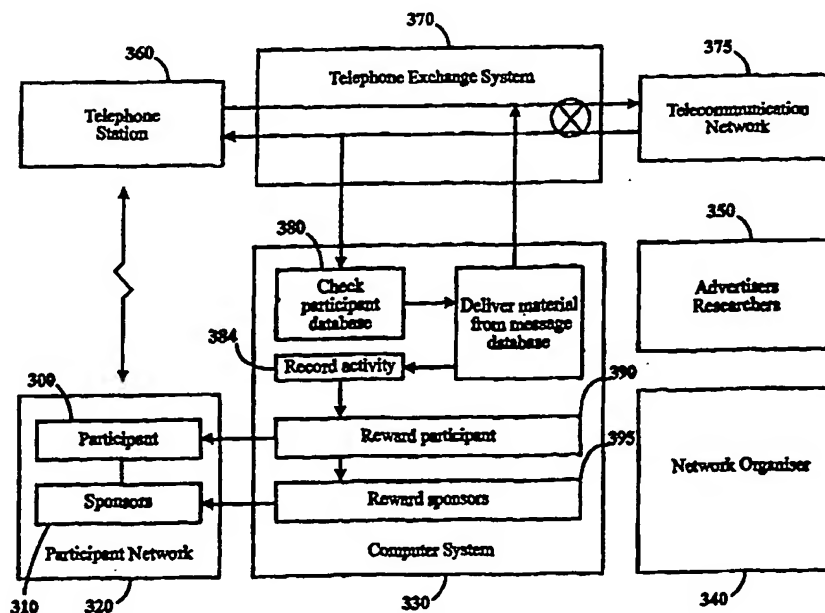 370
360
375
Telephone Exchange System
Telephone
Station
Telecommunication
Network
350
380
Check
participant
database
Deliver material
from message
database
Advertisers
Researchers
384
Record activity
300
390
Participant
Reward participant
395
Network Organiser
Sponsors
Reward sponsors
Participant Network
Computer System
310
320
330
340